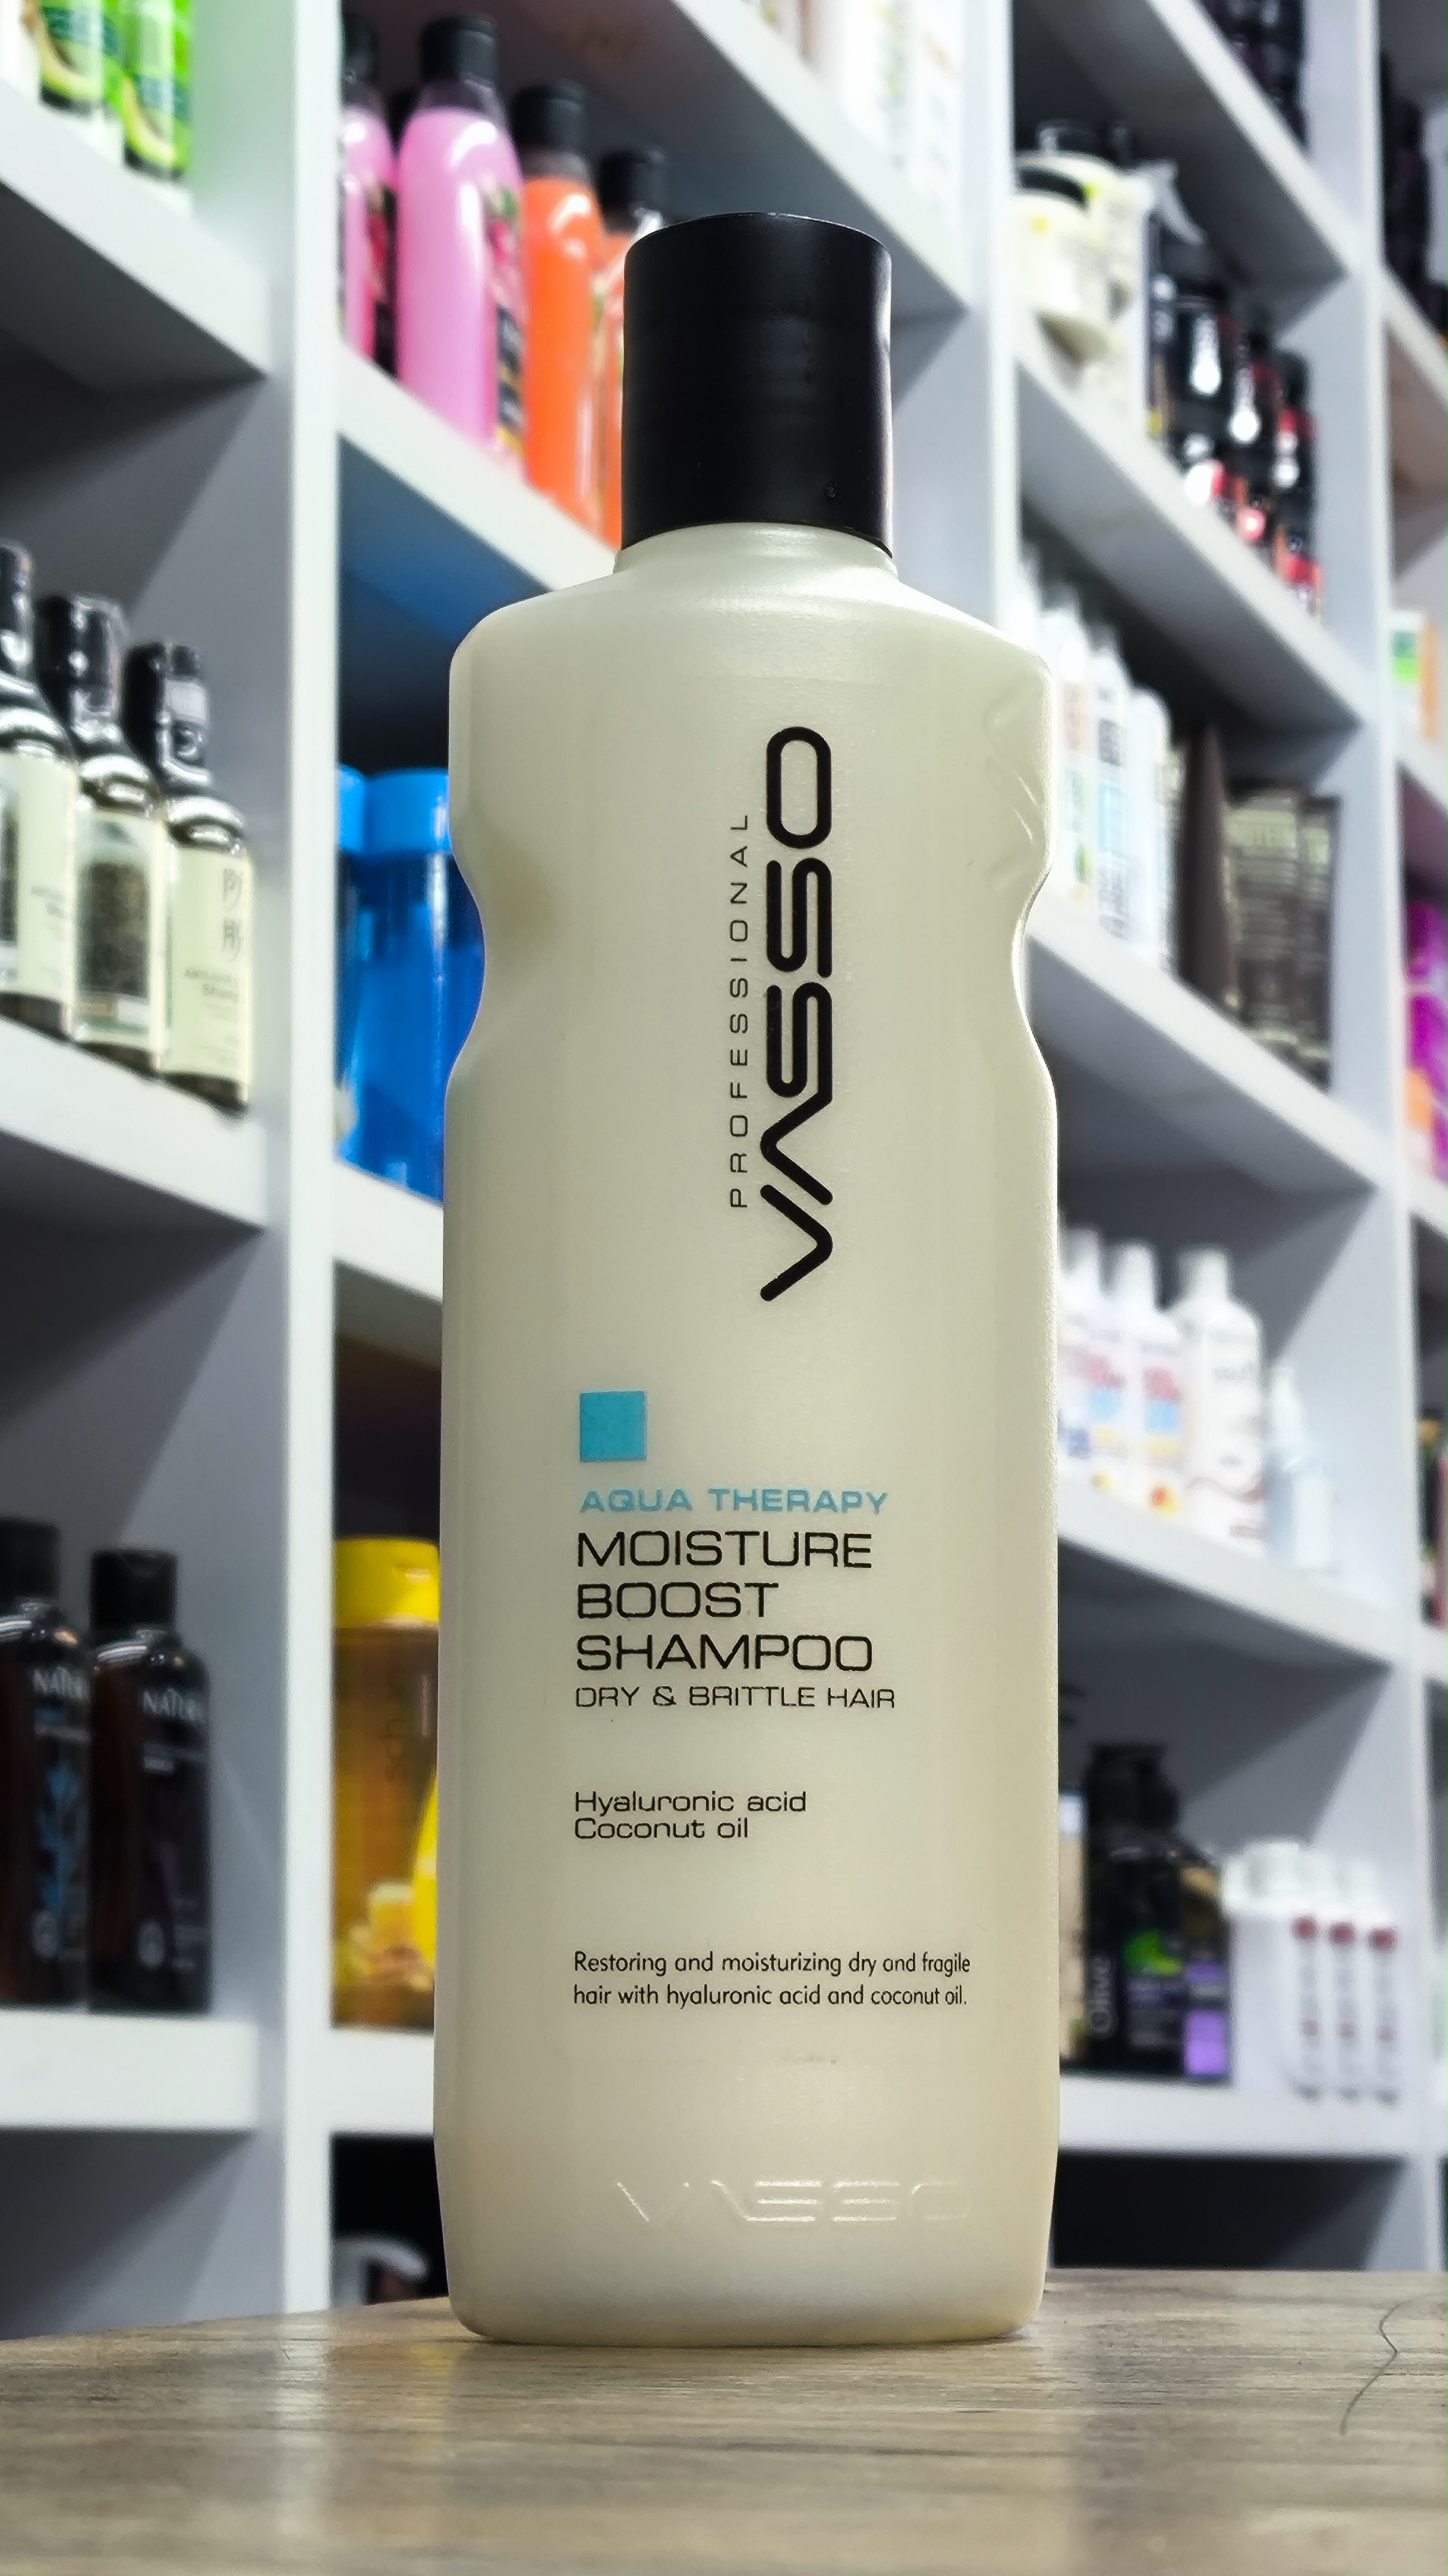 PROFESSIONAL
VASSO
AQUA THERAPY
MOISTURE
BOOST
SHAMPOO
DRY & BRITTLE HAIR
Hyaluronic acid
Coconut oil
Restoring and moisturizing dry and fragile
hair with hyaluronic acid and coconut oil.
VASSO
Olive